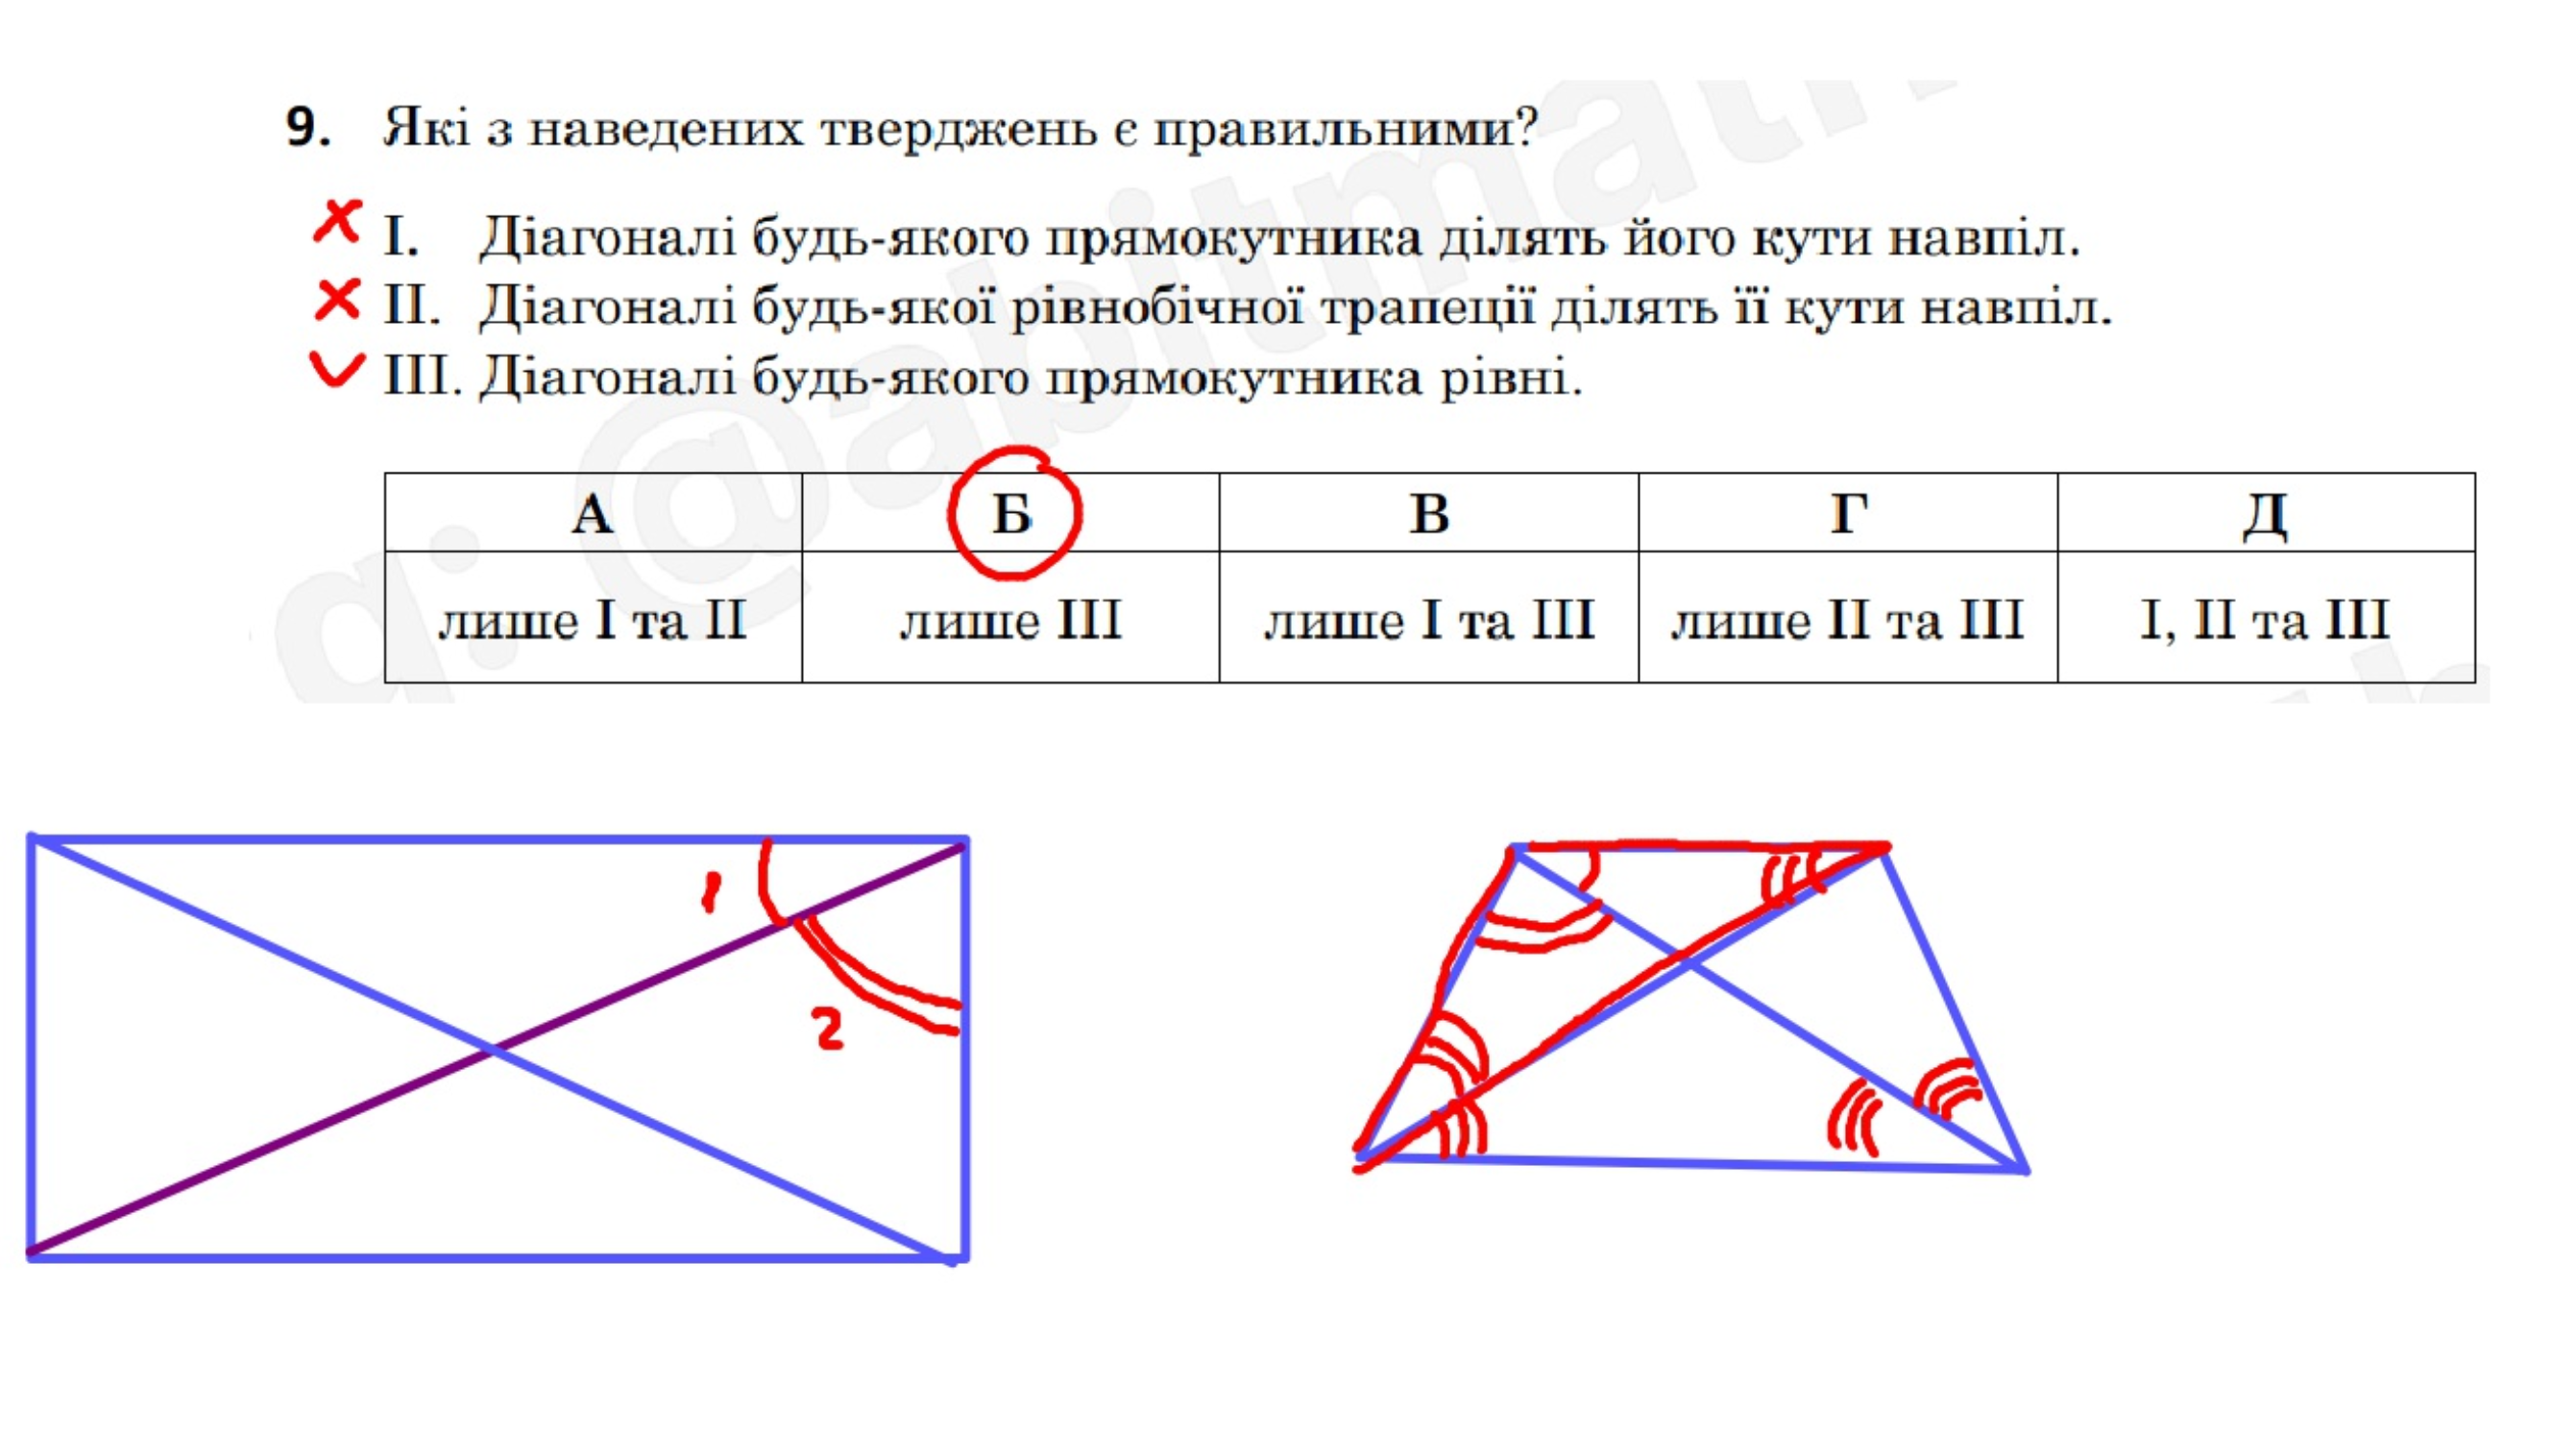 9. Які з наведених тверджень є правильними?
I. Діагоналі будь-якого прямокутника ділять його кути навпіл.
II. Діагоналі будь-якої рівнобічної трапеції ділять її кути навпіл.
III. Діагоналі будь-якого прямокутника рівні.
А Б В Г Д
лише I та II лише III лише I та III лише II та III I, II та III
1
2